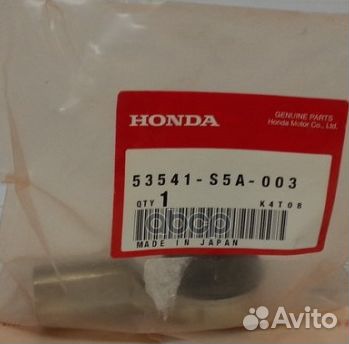 HONDA
GENUINE PARTS
Honda Motor Co., Ltd.
53541-S5A-003
QTY 1 K4T08
MADE IN JAPAN
Avito